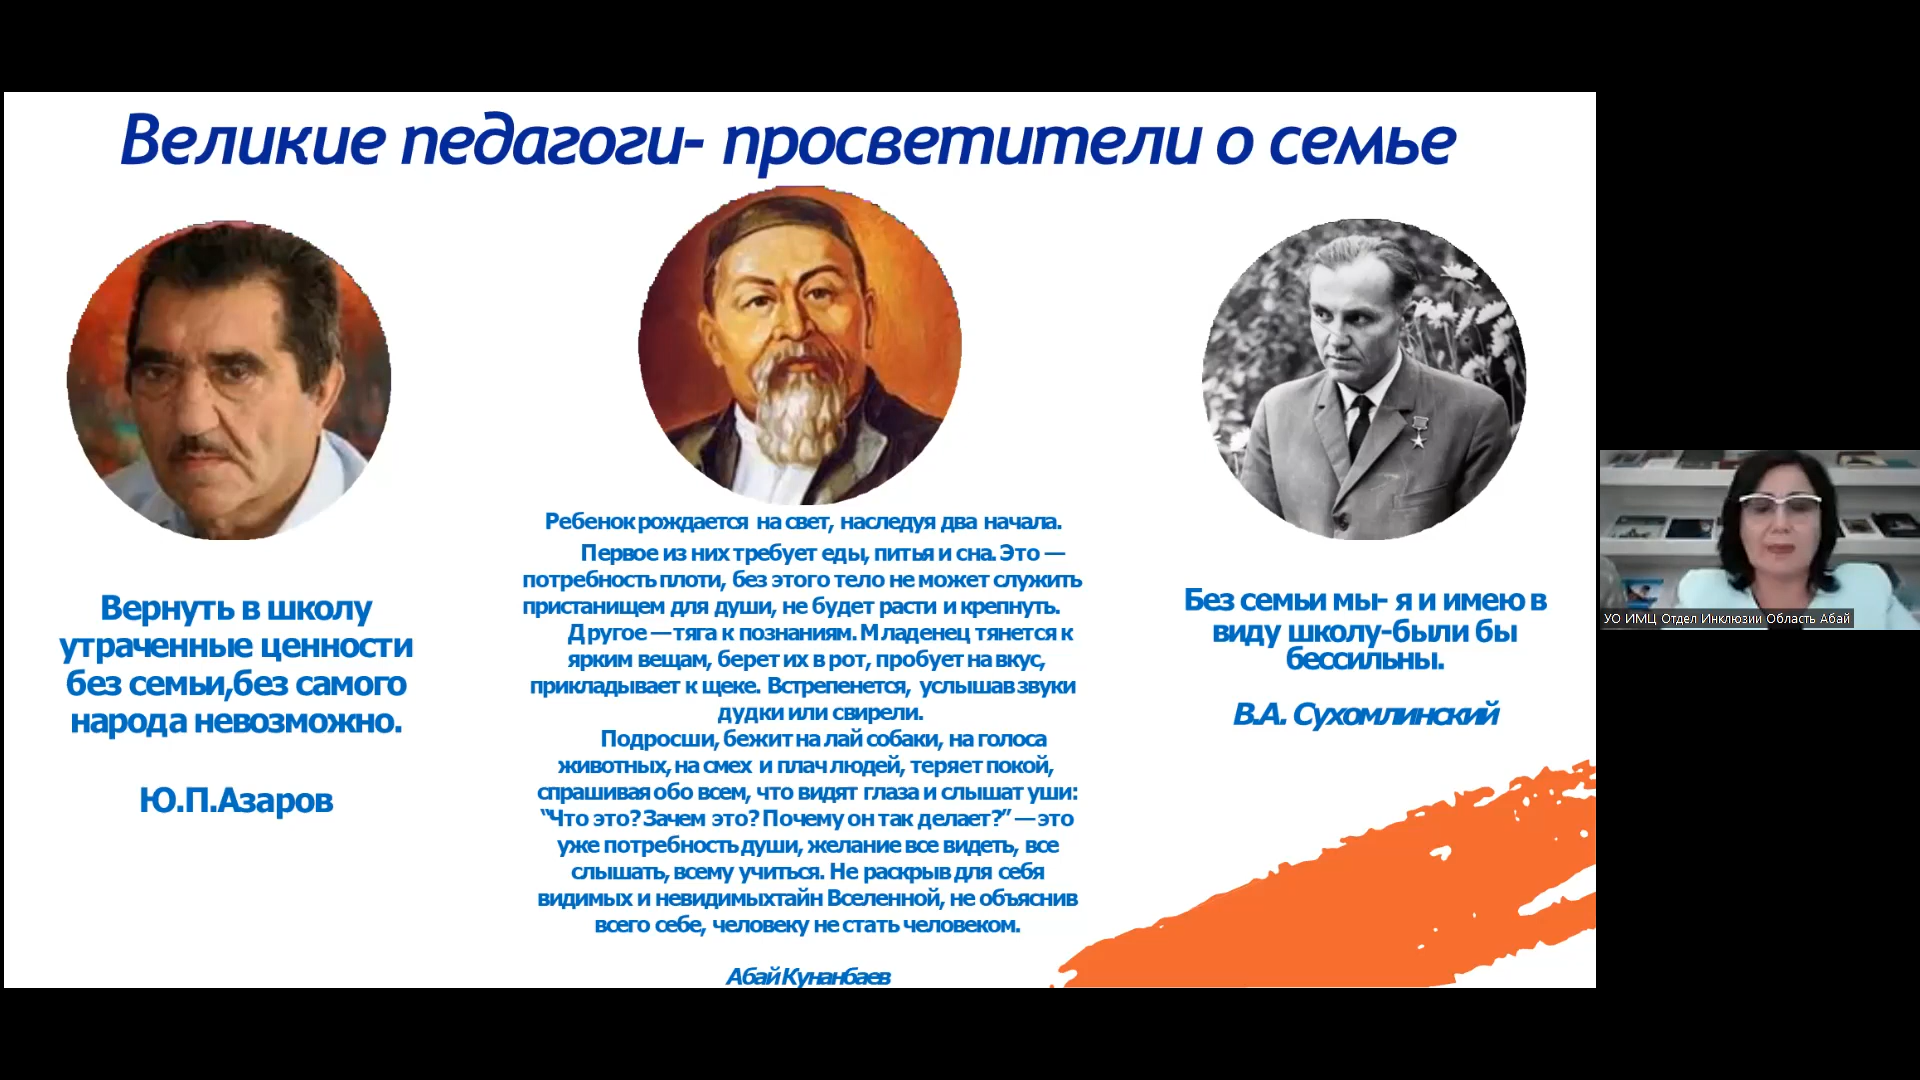 Великие педагоги- просветители о семье
Вернуть в школу
утраченные ценности
без семьи,без самого
народа невозможно.
Ю.П.Азаров
Ребенок рождается на свет, наследуя два начала.
Первое из них требует еды, питья и сна. Это —
потребность плоти, без этого тело не может служить
пристанищем для души, не будет расти и крепнуть.
Другое — тяга к познаниям. Младенец тянется к
ярким вещам, берет их в рот, пробует на вкус,
прикладывает к щеке. Встрепенется, услышав звуки
дудки или свирели.
Подросши, бежит на лай собаки, на голоса
животных, на смех и плач людей, теряет покой,
спрашивая обо всем, что видят глаза и слышат уши:
“Что это? Зачем это? Почему он так делает?” — это
уже потребность души, желание все видеть, все
слышать, всему учиться. Не раскрыв для себя
видимых и невидимых тайн Вселенной, не объяснив
всего себе, человеку не стать человеком.
Абай Кунанбаев
Без семьи мы- я и имею в
виду школу-были бы
бессильны.
В.А. Сухомлинский
УО ИМЦ Отдел Инклюзии Область Абай